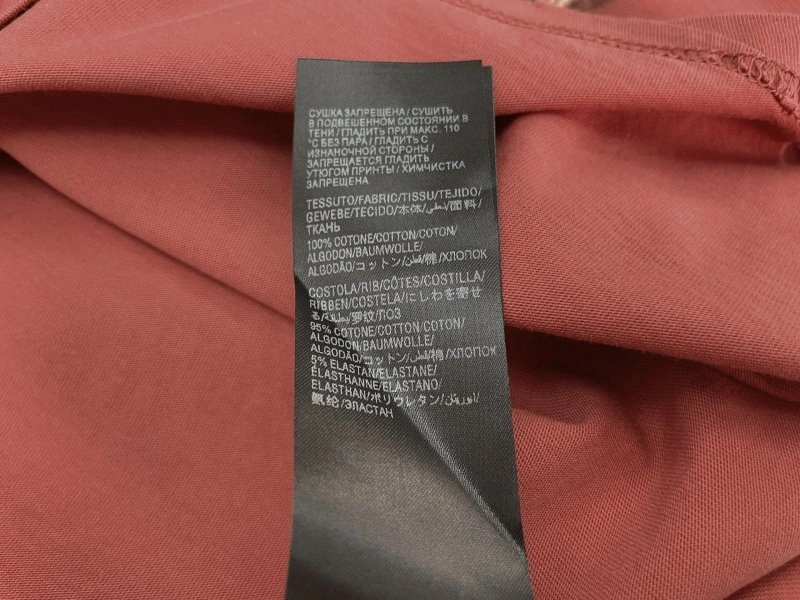 СУШКА ЗАПРЕЩЕНА / СУШИТЬ
В ПОДВЕШЕННОМ СОСТОЯНИИ В
ТЕНИ / ГЛАДИТЬ ПРИ МАКС. 110
°C БЕЗ ПАРА / ГЛАДИТЬ С
ИЗНАНОЧНОЙ СТОРОНЫ /
ЗАПРЕЩАЕТСЯ ГЛАДИТЬ
УТЮГОМ ПРИНТЫ / ХИМЧИСТКА
ЗАПРЕЩЕНА
TESSUTO/FABRIC/TISSU/TEJIDO/
GEWEBE/TECIDO/本体/ /面料/
ТКАНЬ
100% COTONE/COTTON/COTON/
ALGODON/BAUMWOLLE/
ALGODÃO/コットン/قطن/棉/ХЛОПОК
COSTOLA/RIB/CÔTES/COSTILLA/
RIBBEN/COSTELA/にしわを寄せ
る/ /罗纹/ПОЗ
95% COTONE/COTTON/COTON/
ALGODON/BAUMWOLLE/
ALGODÃO/コットン/قطن/棉/ХЛОПОК
5% ELASTAN/ELASTANE/
ÉLASTHANNE/ELASTANO/
ELASTHAN/ポリウレタン/ /
氨纶/ЭЛАСТАН